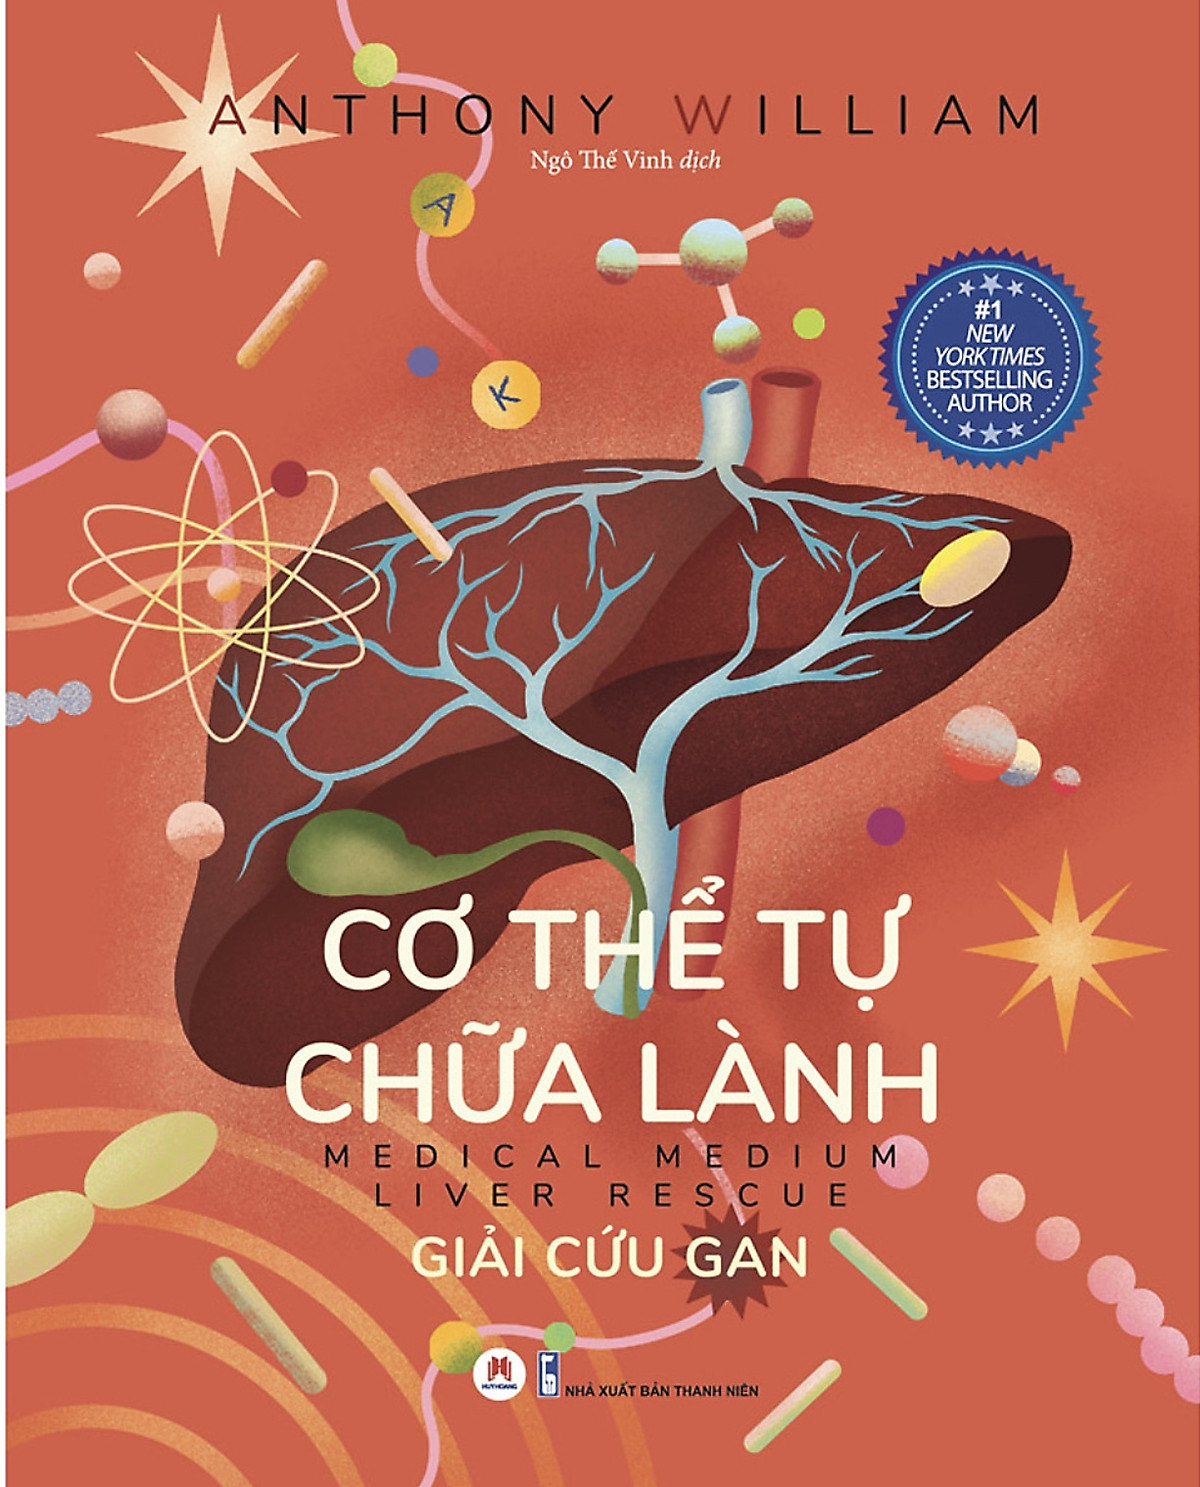 ANTHONY WILLIAM
Ngô Thế Vinh dịch
A
K
#1
NEW
YORK TIMES
BESTSELLING
AUTHOR
CƠ THỂ TỰ
CHỮA LÀNH
MEDICAL MEDIUM
LIVER RESCUE
GIẢI CỨU GAN
HUYHOANG
NHÀ XUẤT BẢN THANH NIÊN